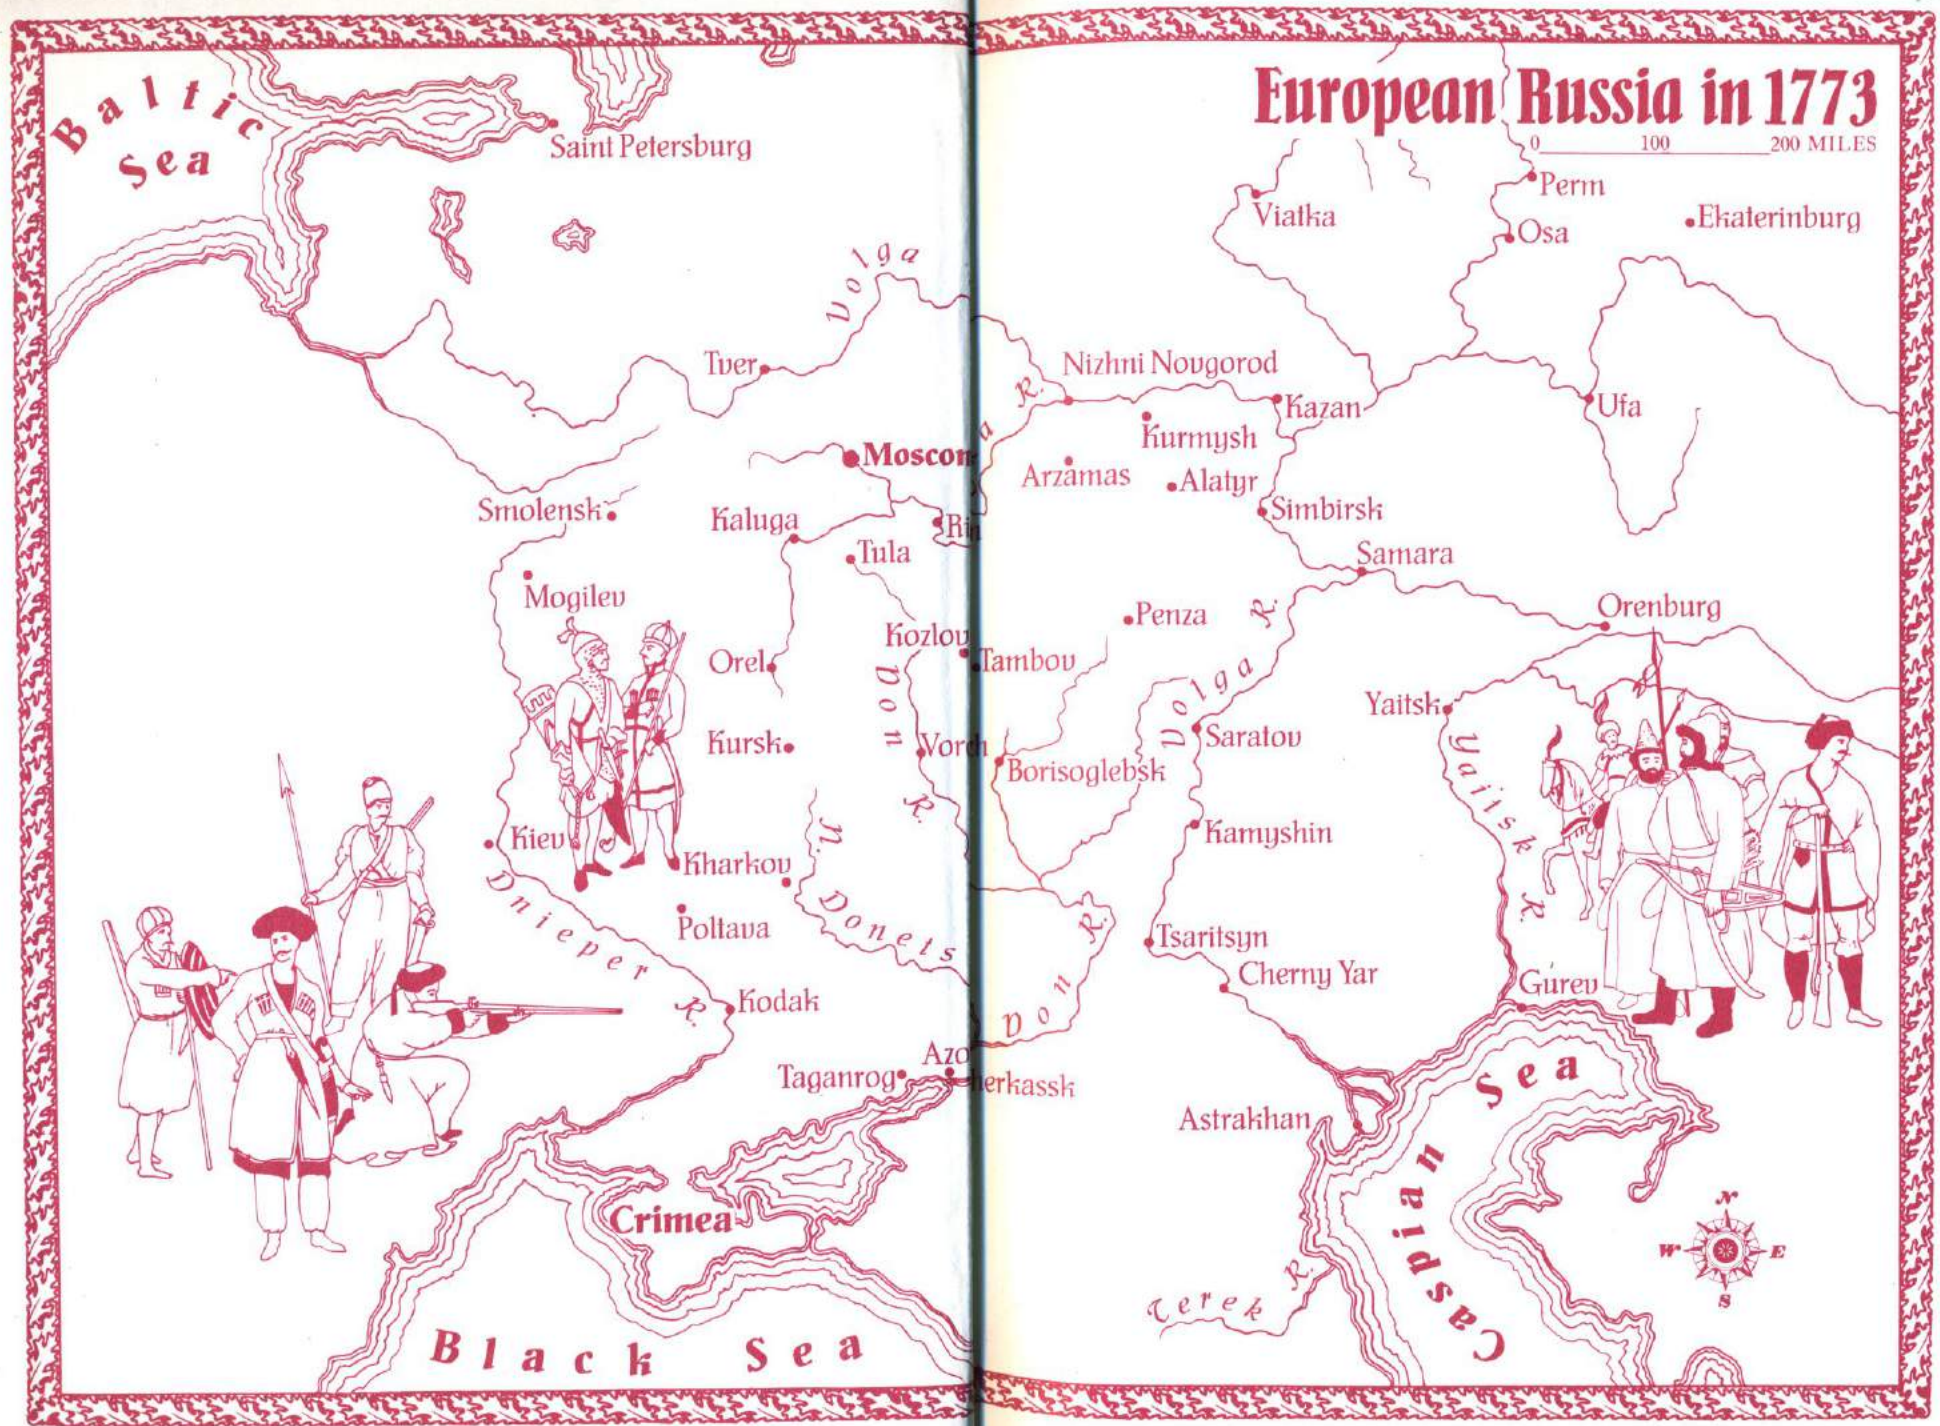 European Russia in 1773
0 100 200 MILES
Baltic
Sea
Saint Petersburg
Perm
Viatka
Ekaterinburg
Osa
Volga
Tver
Nizhni Novgorod
R.
Kazan
Ufa
a
Kurmysh
Moscow
Arzamas
Alatyr
Smolensk
Kaluga
Simbirsk
Tula
Samara
Mogilev
Orenburg
Penza
R.
Kozlov
Orel
Tambov
Don
Volga
Yaitsk
Kursk
Saratov
Borisoglebsk
Yaitsk R.
R.
Kiev
N.
Kamyshin
Kharkov
Dnieper R.
Donets
Poltava
R.
Tsaritsyn
Cherny Yar
Gurev
Kodak
Don
Azo
Taganrog
herkassk
Sea
Astrakhan
Caspian
Crimea
N
W E
S
Terek R.
Black Sea